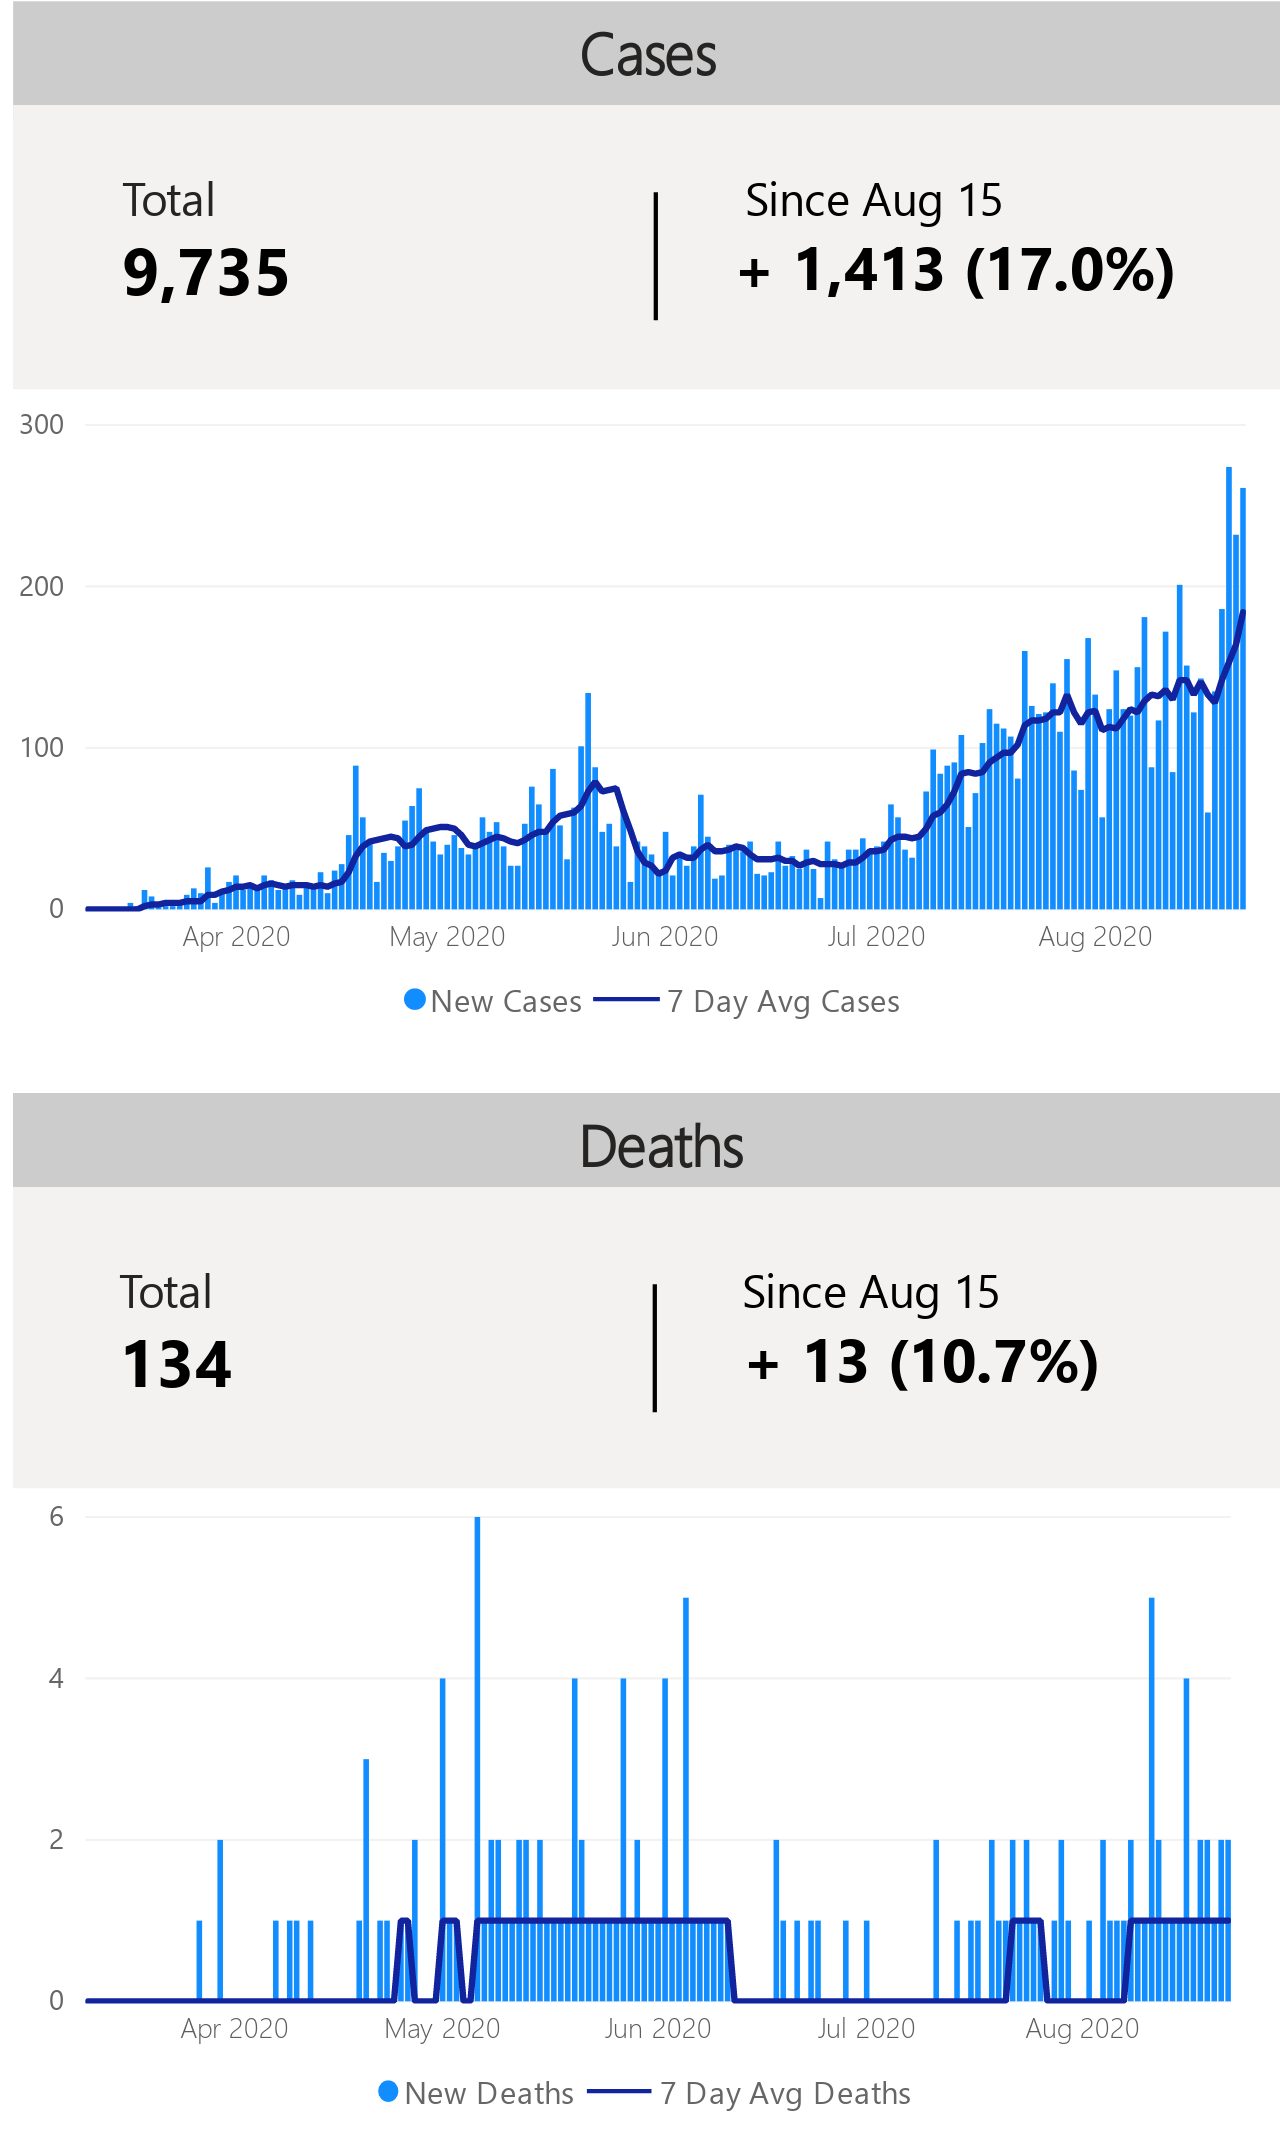 Cases
Total
Since Aug 15
9,735
+ 1,413 (17.0%)
300
200
100
0
Apr 2020 May 2020 Jun 2020 Jul 2020 Aug 2020
New Cases 7 Day Avg Cases
Deaths
Total
Since Aug 15
134
+ 13 (10.7%)
6
4
2
0
Apr 2020 May 2020 Jun 2020 Jul 2020 Aug 2020
New Deaths 7 Day Avg Deaths